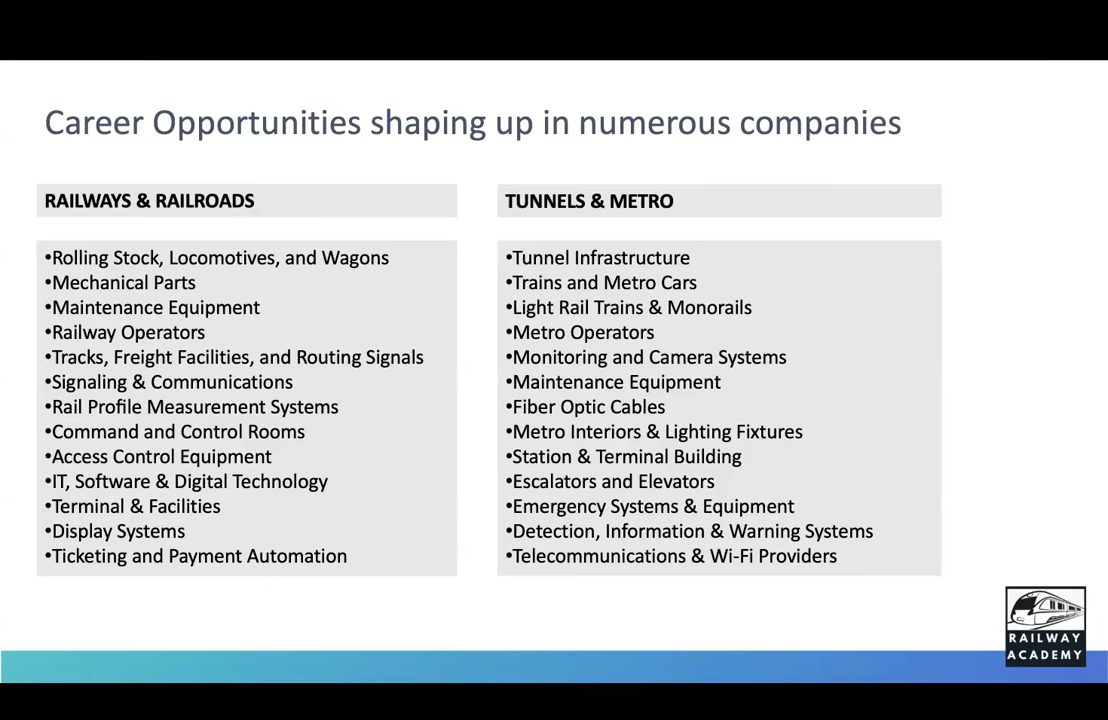 Career Opportunities shaping up in numerous companies
RAILWAYS & RAILROADS
•Rolling Stock, Locomotives, and Wagons
•Mechanical Parts
•Maintenance Equipment
•Railway Operators
•Tracks, Freight Facilities, and Routing Signals
•Signaling & Communications
•Rail Profile Measurement Systems
•Command and Control Rooms
•Access Control Equipment
•IT, Software & Digital Technology
•Terminal & Facilities
•Display Systems
•Ticketing and Payment Automation
TUNNELS & METRO
•Tunnel Infrastructure
•Trains and Metro Cars
•Light Rail Trains & Monorails
•Metro Operators
•Monitoring and Camera Systems
•Maintenance Equipment
•Fiber Optic Cables
•Metro Interiors & Lighting Fixtures
•Station & Terminal Building
•Escalators and Elevators
•Emergency Systems & Equipment
•Detection, Information & Warning Systems
•Telecommunications & Wi-Fi Providers
RAILWAY
ACADEMY